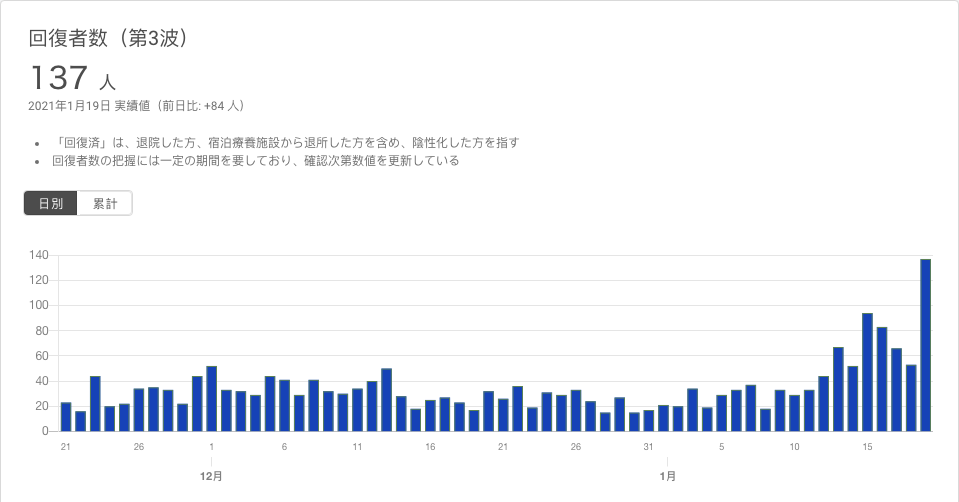 回復者数（第3波）
137 人
2021年1月19日 実績値（前日比: +84 人）
• 「回復済」は、退院した方、宿泊療養施設から退所した方を含め、陰性化した方を指す
• 回復者数の把握には一定の期間を要しており、確認次第数値を更新している
日別 累計
140
120
100
80
60
40
20
0
21 26 1 6 11 16 21 26 31 5 10 15
12月 1月